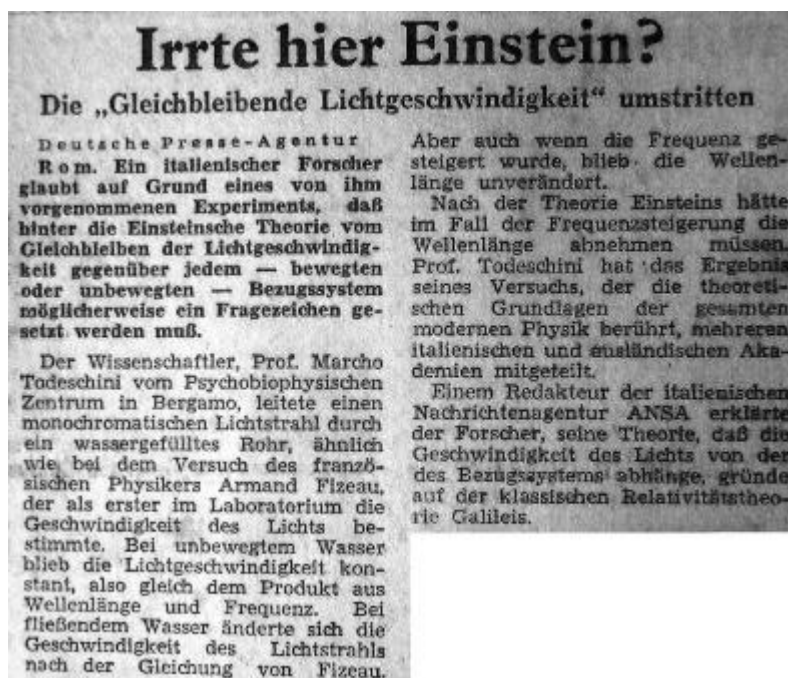 Irrte hier Einstein?
Die „Gleichbleibende Lichtgeschwindigkeit“ umstritten
Deutsche Presse-Agentur
Rom. Ein italienischer Forscher
glaubt auf Grund eines von ihm
vorgenommenen Experiments, daß
hinter die Einsteinsche Theorie vom
Gleichbleiben der Lichtgeschwindig-
keit gegenüber jedem — bewegten
oder unbewegten — Bezugssystem
möglicherweise ein Fragezeichen ge-
setzt werden muß.
Der Wissenschaftler, Prof. Marcho
Todeschini vom Psychobiophysischen
Zentrum in Bergamo, leitete einen
monochromatischen Lichtstrahl durch
ein wassergefülltes Rohr, ähnlich
wie bei dem Versuch des franzö-
sischen Physikers Armand Fizeau,
der als erster im Laboratorium die
Geschwindigkeit des Lichts be-
stimmte. Bei unbewegtem Wasser
blieb die Lichtgeschwindigkeit kon-
stant, also gleich dem Produkt aus
Wellenlänge und Frequenz. Bei
fließendem Wasser änderte sich die
Geschwindigkeit des Lichtstrahls
nach der Gleichung von Fizeau.
Aber auch wenn die Frequenz ge-
steigert wurde, blieb die Wellen-
länge unverändert.
Nach der Theorie Einsteins hätte
im Fall der Frequenzsteigerung die
Wellenlänge abnehmen müssen.
Prof. Todeschini hat das Ergebnis
seines Versuchs, der die theoreti-
schen Grundlagen der gesamten
modernen Physik berührt, mehreren
italienischen und ausländischen Aka-
demien mitgeteilt.
Einem Redakteur der italienischen
Nachrichtenagentur ANSA erklärte
der Forscher, seine Theorie, daß die
Geschwindigkeit des Lichts von der
des Bezugssystems abhänge, gründe
auf der klassischen Relativitätstheo-
rie Galileis.